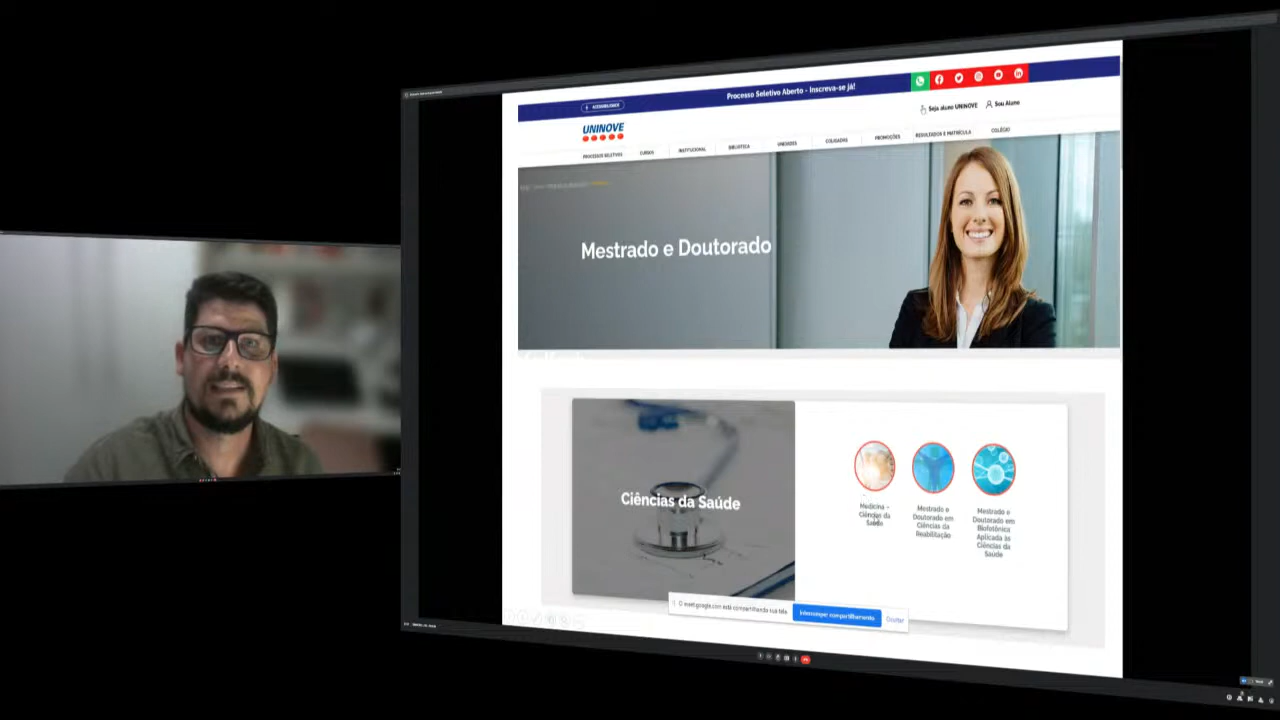 Processo Seletivo Aberto - Inscreva-se já!
ACESSIBILIDADE
Seja aluno UNINOVE
Sou Aluno
UNINOVE
PROCESSO SELETIVOS
CURSOS
INSTITUCIONAL
BIBLIOTECA
UNIDADES
COLIGADAS
PROMOÇÕES
RESULTADOS E MATRÍCULA
COLÉGIO
Mestrado e Doutorado
Ciências da Saúde
Medicina –
Ciências da
Saúde
Mestrado e
Doutorado em
Ciências da
Reabilitação
Mestrado e
Doutorado em
Biofotônica
Aplicada às
Ciências da
Saúde
O meet.google.com está compartilhando sua tela.
Interromper compartilhamento
Ocultar